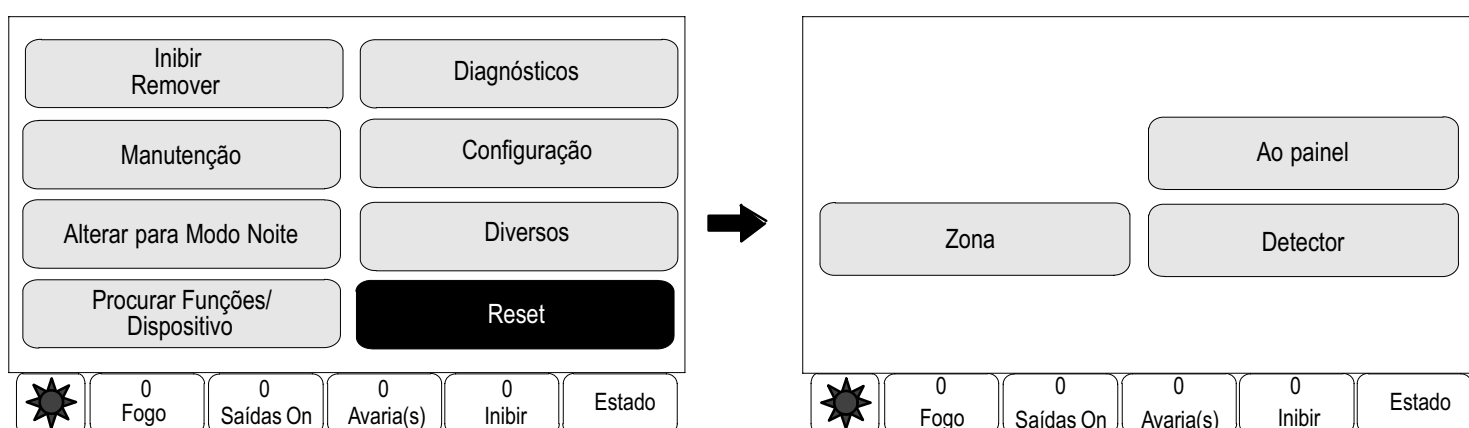 Inibir
Remover
Diagnósticos
Manutenção
Configuração
Alterar para Modo Noite
Diversos
Procurar Funções/
Dispositivo
Reset
0
Fogo
0
Saídas On
0
Avaria(s)
0
Inibir
Estado
Ao painel
Zona
Detector
0
Fogo
0
Saídas On
0
Avaria(s)
0
Inibir
Estado